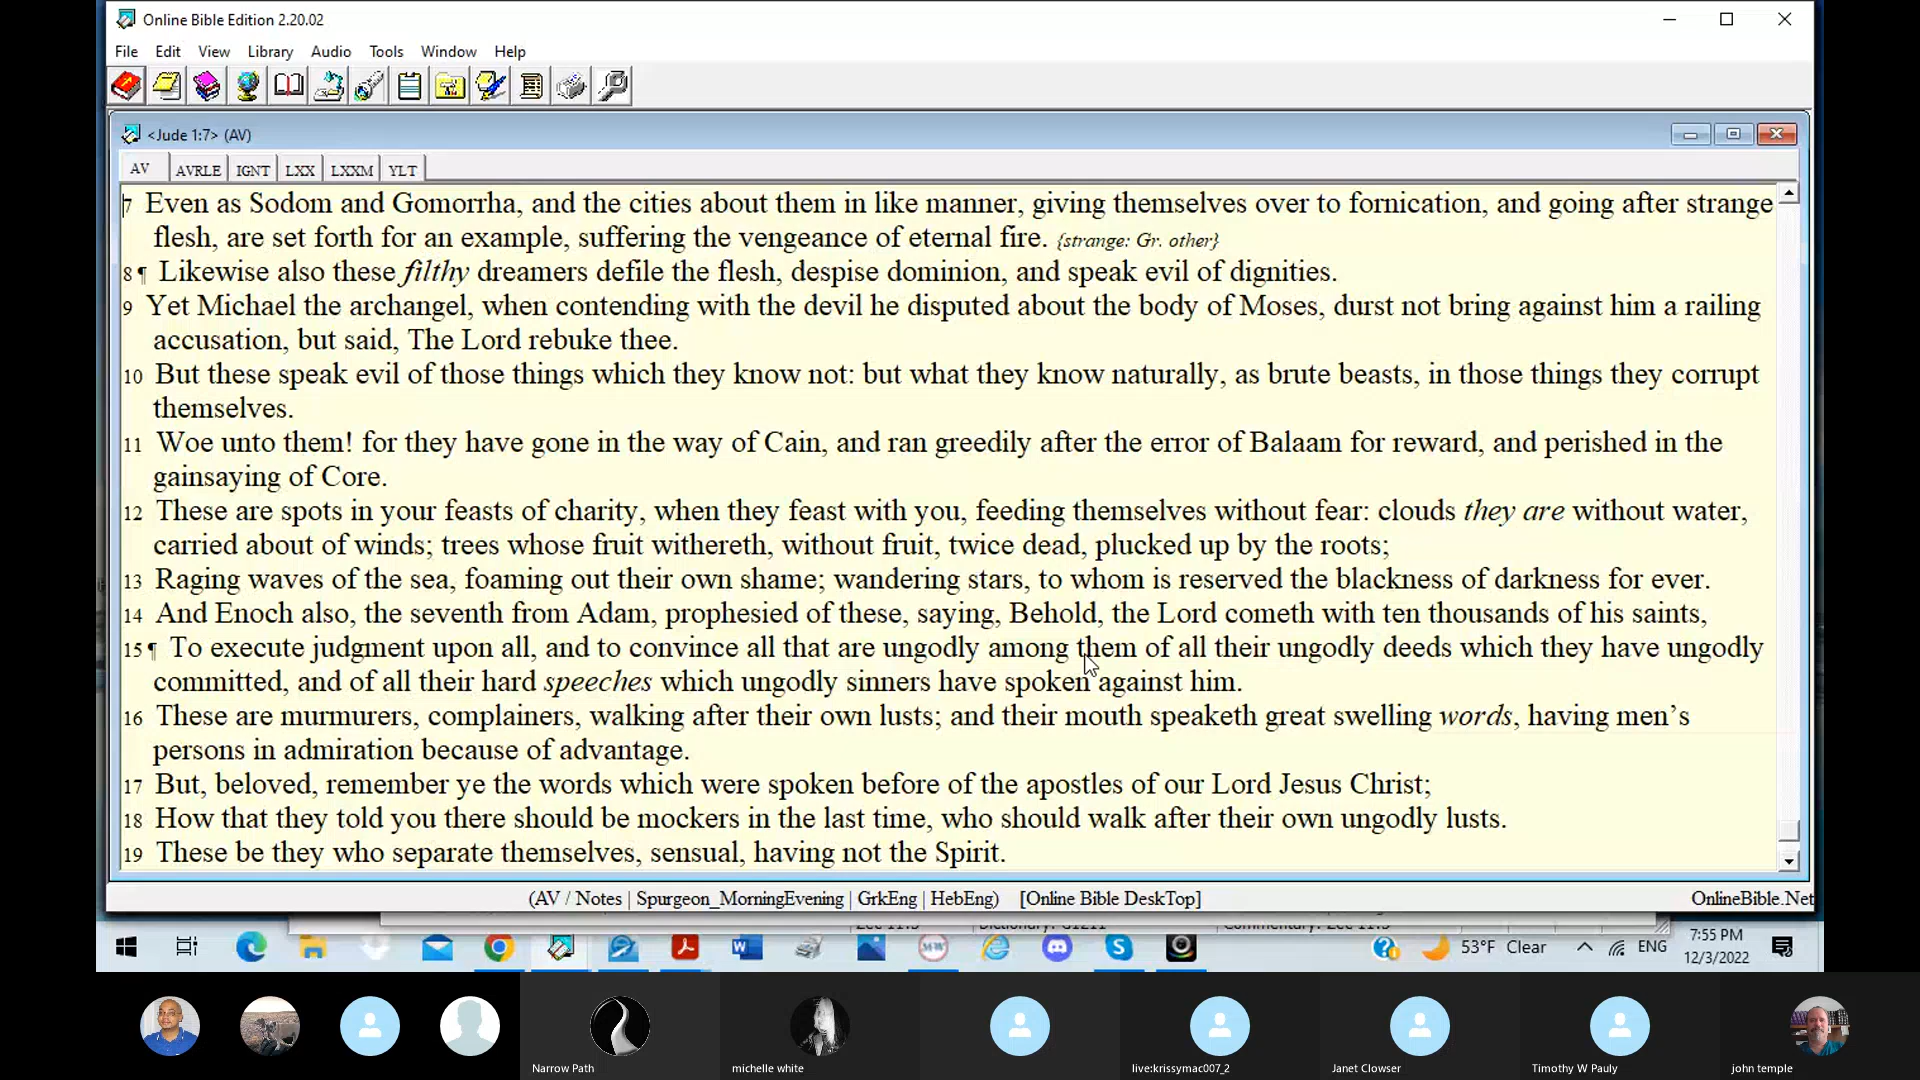 Online Bible Edition 2.20.02
File Edit View Library Audio Tools Window Help
<Jude 1:7> (AV)
AV AVRLE IGNT LXX LXXM YLT
7 Even as Sodom and Gomorrha, and the cities about them in like manner, giving themselves over to fornication, and going after strange
flesh, are set forth for an example, suffering the vengeance of eternal fire. {strange: Gr. other}
8 ¶ Likewise also these filthy dreamers defile the flesh, despise dominion, and speak evil of dignities.
9 Yet Michael the archangel, when contending with the devil he disputed about the body of Moses, durst not bring against him a railing
accusation, but said, The Lord rebuke thee.
10 But these speak evil of those things which they know not: but what they know naturally, as brute beasts, in those things they corrupt
themselves.
11 Woe unto them! for they have gone in the way of Cain, and ran greedily after the error of Balaam for reward, and perished in the
gainsaying of Core.
12 These are spots in your feasts of charity, when they feast with you, feeding themselves without fear: clouds they are without water,
carried about of winds; trees whose fruit withereth, without fruit, twice dead, plucked up by the roots;
13 Raging waves of the sea, foaming out their own shame; wandering stars, to whom is reserved the blackness of darkness for ever.
14 And Enoch also, the seventh from Adam, prophesied of these, saying, Behold, the Lord cometh with ten thousands of his saints,
15 ¶ To execute judgment upon all, and to convince all that are ungodly among them of all their ungodly deeds which they have ungodly
committed, and of all their hard speeches which ungodly sinners have spoken against him.
16 These are murmurers, complainers, walking after their own lusts; and their mouth speaketh great swelling words, having men's
persons in admiration because of advantage.
17 But, beloved, remember ye the words which were spoken before of the apostles of our Lord Jesus Christ;
18 How that they told you there should be mockers in the last time, who should walk after their own ungodly lusts.
19 These be they who separate themselves, sensual, having not the Spirit.
(AV / Notes | Spurgeon_MorningEvening | GrkEng | HebEng) [Online Bible DeskTop] OnlineBible.Net
53°F Clear ENG 7:55 PM
12/3/2022
Narrow Path michelle white live:krissymac007_2 Janet Clowser Timothy W Pauly john temple